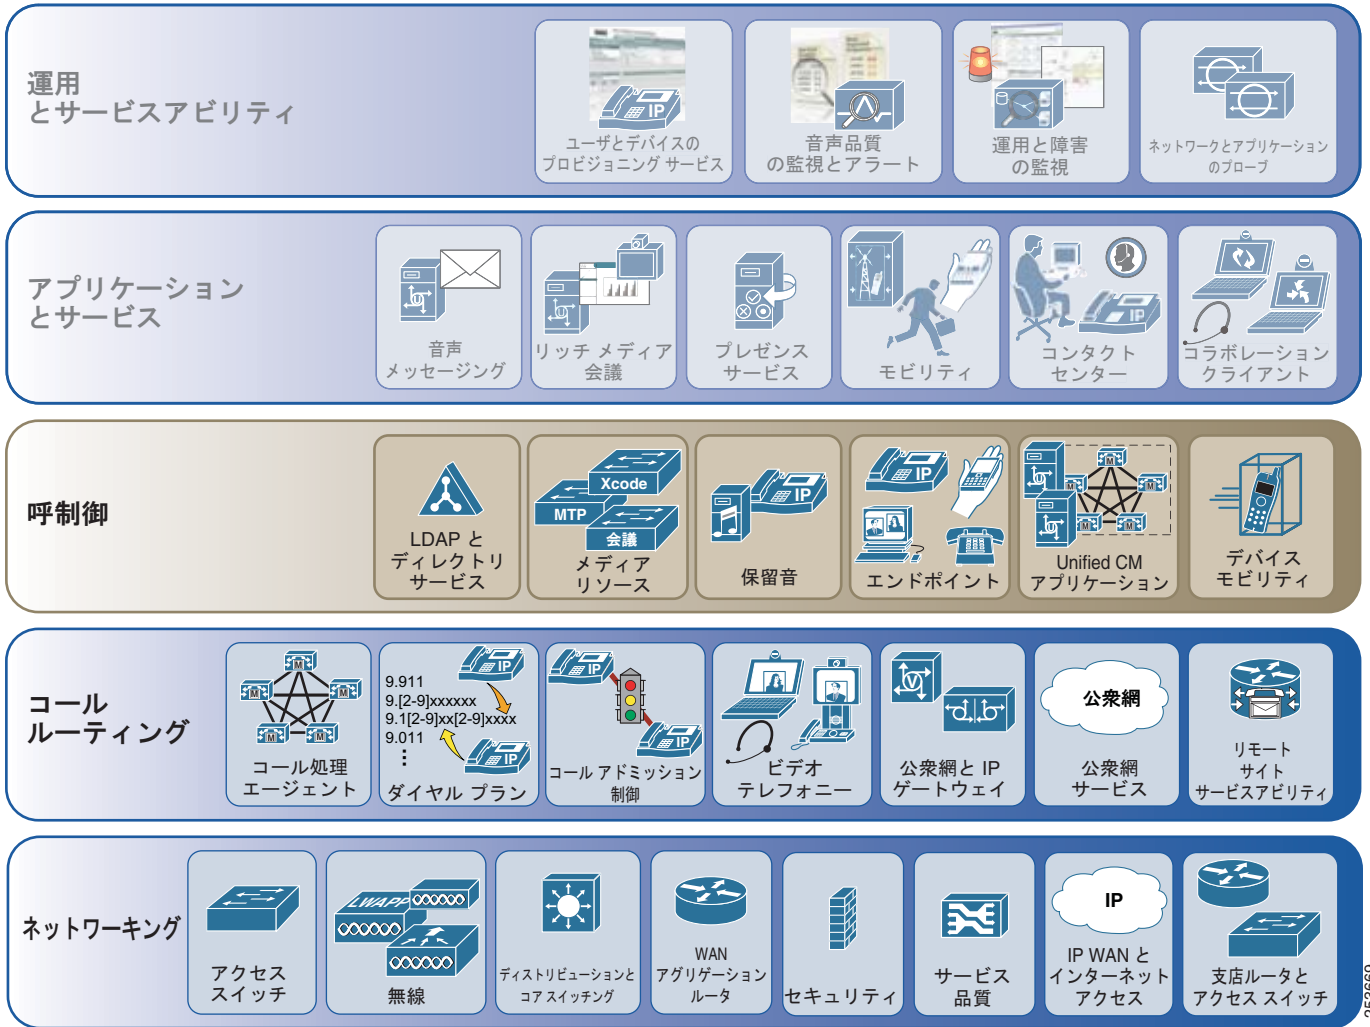 運用
とサービスアビリティ
IP
ユーザとデバイスの
プロビジョニング サービス
音声品質
の監視とアラート
運用と障害
の監視
ネットワークとアプリケーション
のプローブ
アプリケーション
とサービス
音声
メッセージング
リッチ メディア
会議
プレゼンス
サービス
モビリティ
IP
コンタクト
センター
コラボレーション
クライアント
呼制御
LDAP と
ディレクトリ
サービス
Xcode
MTP
会議
メディア
リソース
IP
保留音
IP
エンドポイント
M
M
M
M
M
Unified CM
アプリケーション
デバイス
モビリティ
コール
ルーティング
M
M
M
M
M
コール処理
エージェント
9.911
9.[2-9]xxxxxx
9.1[2-9]xx[2-9]xxxx
9.011
⋮
IP
IP
ダイヤル プラン
IP
IP
コール アドミッション
制御
ビデオ
テレフォニー
V
公衆網と IP
ゲートウェイ
公衆網
公衆網
サービス
リモート
サイト
サービスアビリティ
ネットワーキング
アクセス
スイッチ
LWAPP
無線
ディストリビューションと
コア スイッチング
WAN
アグリゲーション
ルータ
セキュリティ
サービス
品質
IP
IP WAN と
インターネット
アクセス
支店ルータと
アクセス スイッチ
253669